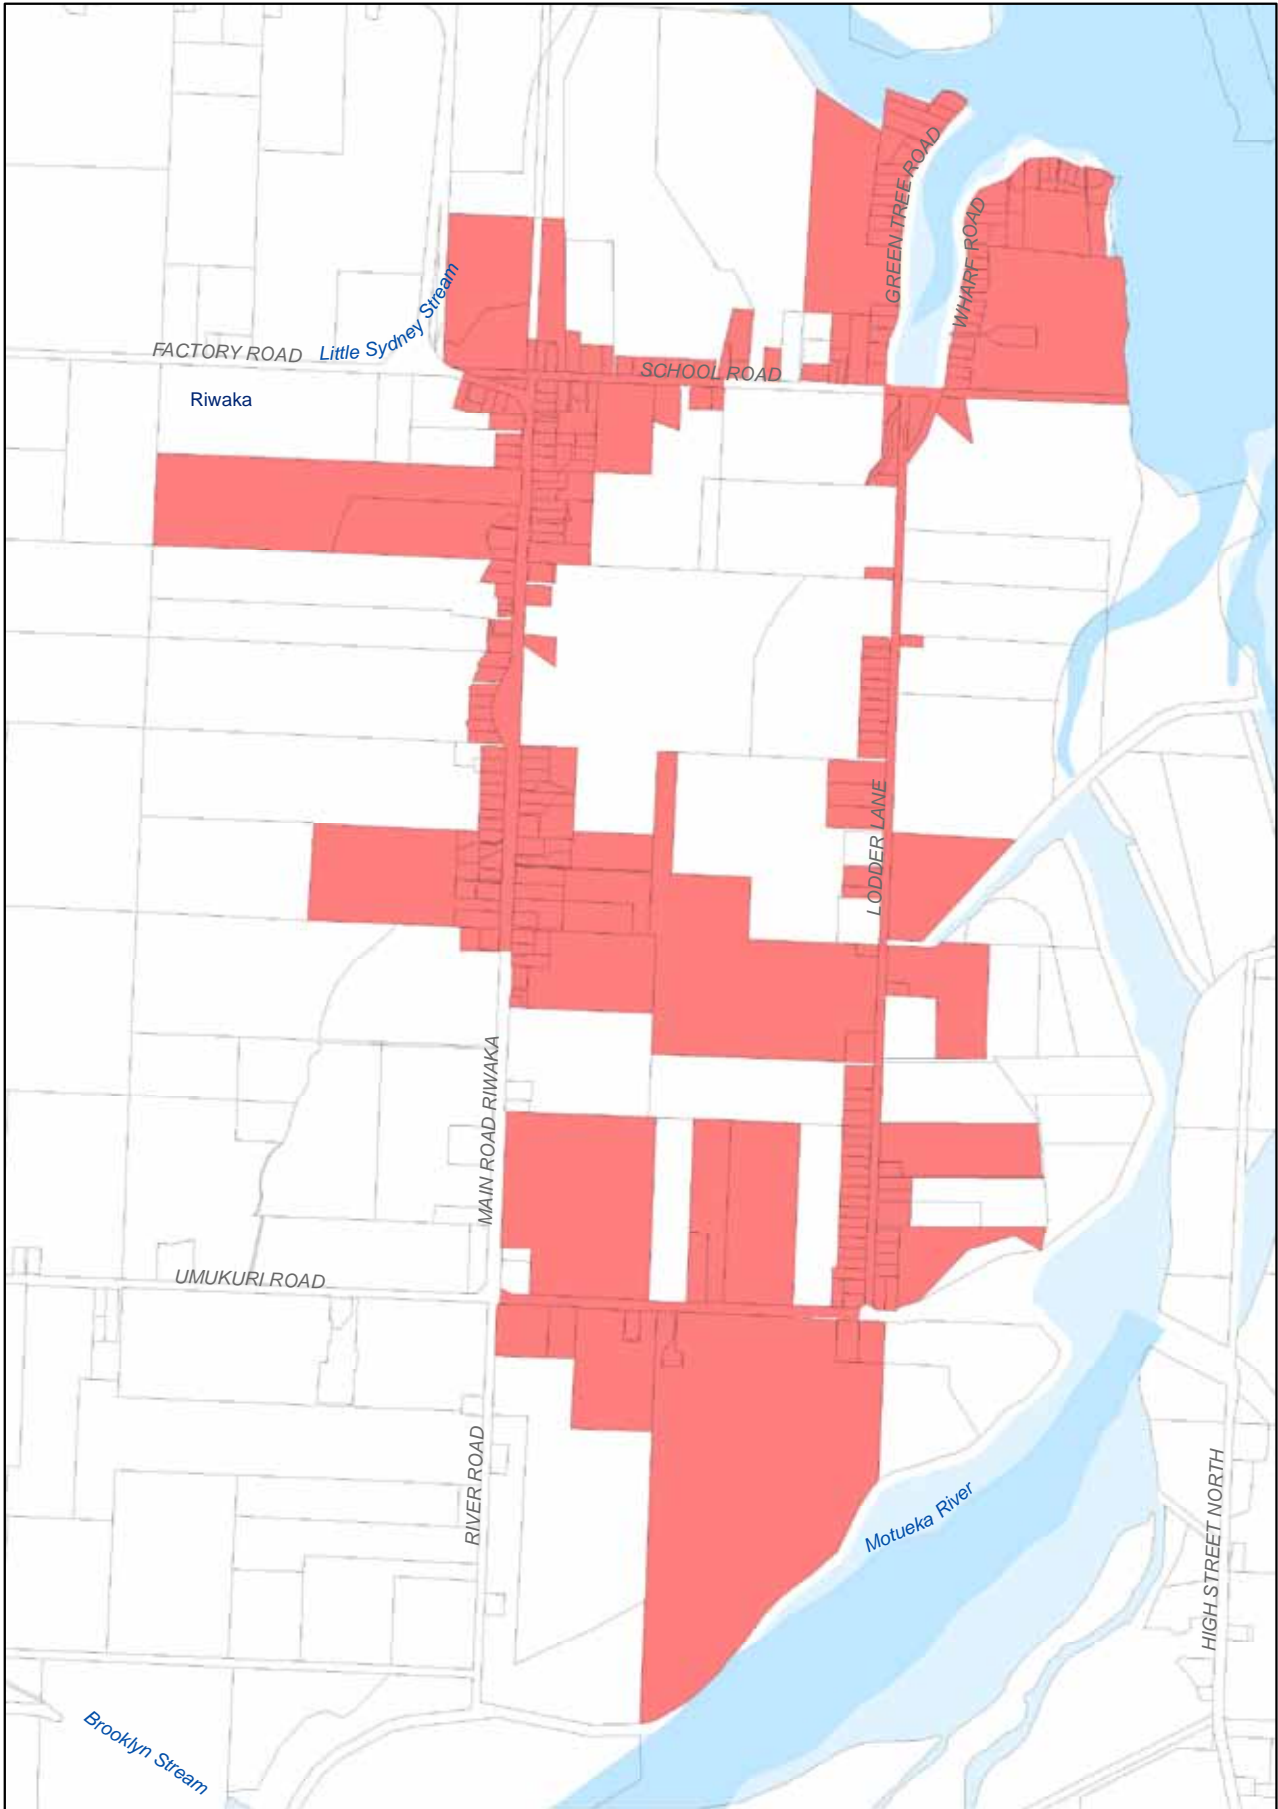 GREEN TREE ROAD
WHARF ROAD
Little Sydney Stream
FACTORY ROAD
SCHOOL ROAD
Riwaka
LODDER LANE
MAIN ROAD RIWAKA
UMUKURI ROAD
RIVER ROAD
Motueka River
HIGH STREET NORTH
Brooklyn Stream